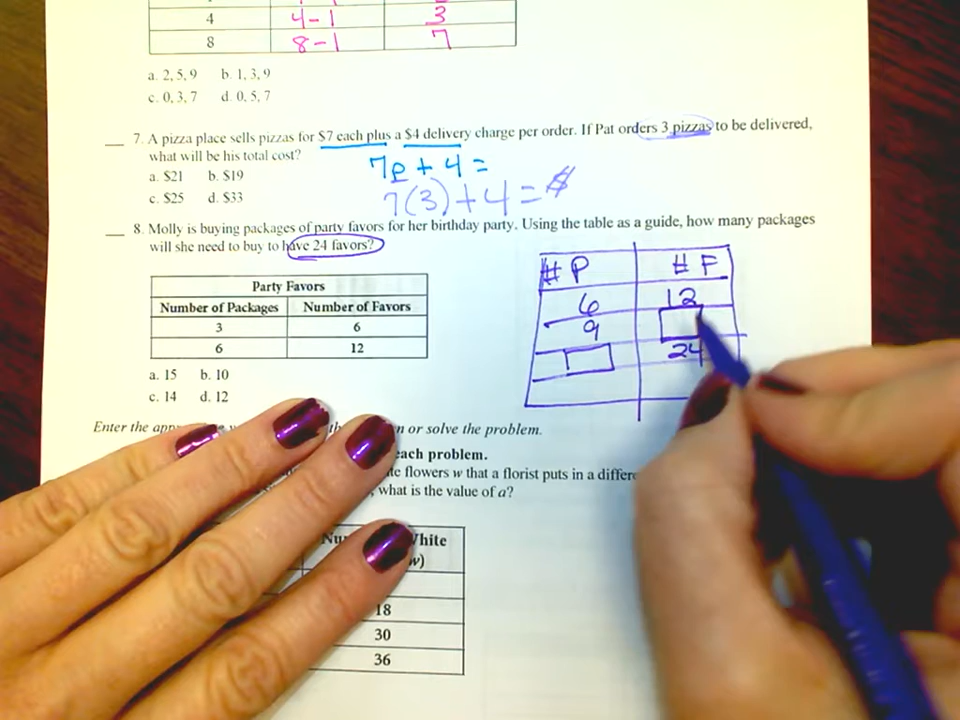 4 4-1 3
8 8-1 7
a. 2, 5, 9 b. 1, 3, 9
c. 0, 3, 7 d. 0, 5, 7
7. A pizza place sells pizzas for $7 each plus a $4 delivery charge per order. If Pat orders 3 pizzas to be delivered,
what will be his total cost?
7p + 4 =
a. $21 b. $19
c. $25 d. $33
7(3) + 4 = $
8. Molly is buying packages of party favors for her birthday party. Using the table as a guide, how many packages
will she need to buy to have 24 favors?
Party Favors
Number of Packages Number of Favors
3 6
6 12
# P # F
6 12
9
24
a. 15 b. 10
c. 14 d. 12
Enter the or solve the problem.
each problem.
flowers w that a florist puts in a
what is the value of a?
w)
18
30
36